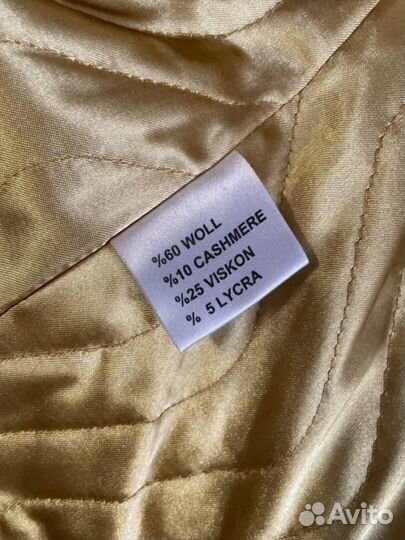 %60 WOLL
%10 CASHMERE
%25 VISKON
% 5 LYCRA
Avito